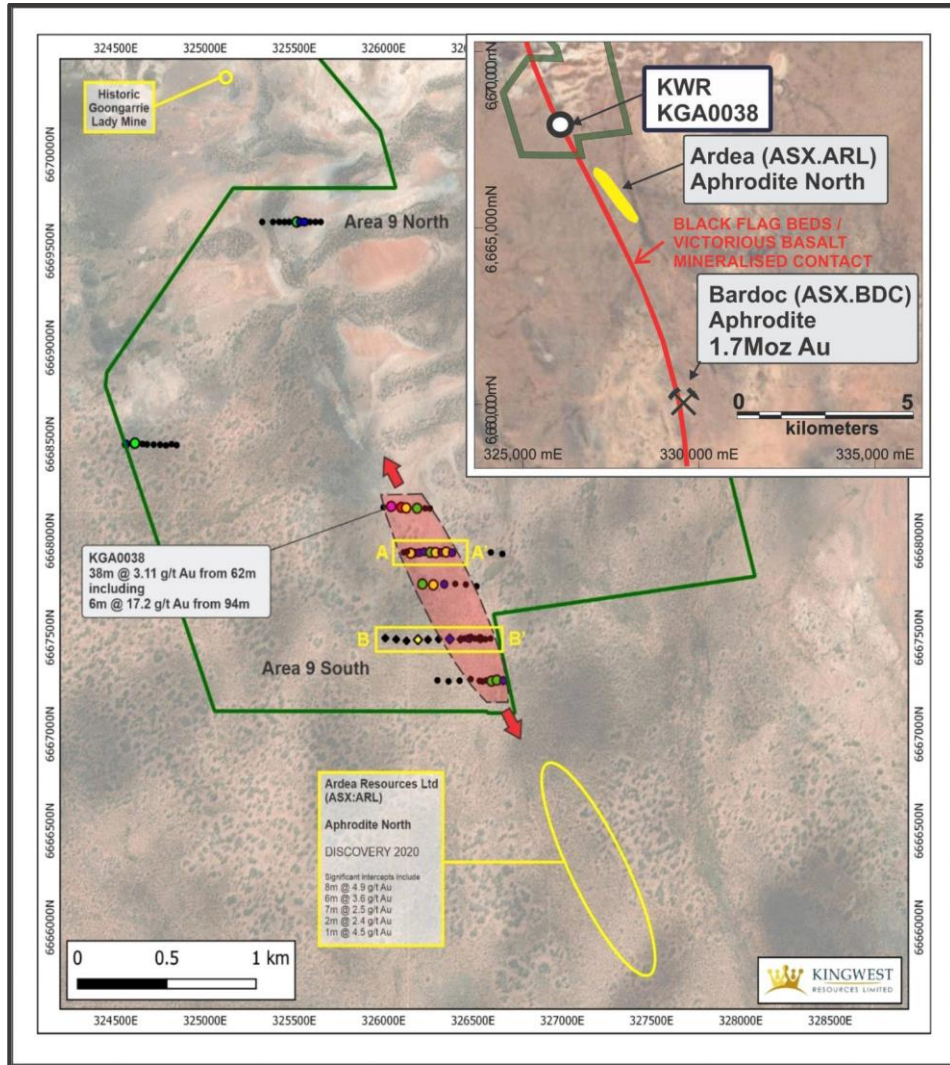 324500E 325000E 325500E 326000E 326
Historic
Goongarrie
Lady Mine
6670000N
6669500N
6669000N
6668500N
6668000N
6667500N
6667000N
6666500N
6666000N
Area 9 North
KGA0038
38m @ 3.11 g/t Au from 62m
including
6m @ 17.2 g/t Au from 94m
A A'
B B'
Area 9 South
Ardea Resources Ltd
(ASX:ARL)
Aphrodite North
DISCOVERY 2020
Significant Intercepts Include
8m @ 4.9 g/t Au
6m @ 3.6 g/t Au
7m @ 2.5 g/t Au
2m @ 2.4 g/t Au
1m @ 4.5 g/t Au
0 0.5 1 km
KINGWEST
RESOURCES LIMITED
324500E 325000E 325500E 326000E 326500E 327000E 327500E 328000E 328500E
6670000N
6669500N
6669000N
6668500N
6668000N
6667500N
6667000N
6666500N
6666000N
6,665,000mN
6,660,000mN
KWR
KGA0038
Ardea (ASX.ARL)
Aphrodite North
BLACK FLAG BEDS /
VICTORIOUS BASALT
MINERALISED CONTACT
Bardoc (ASX.BDC)
Aphrodite
1.7Moz Au
0 5
kilometers
325,000 mE 330,000 mE 335,000 mE